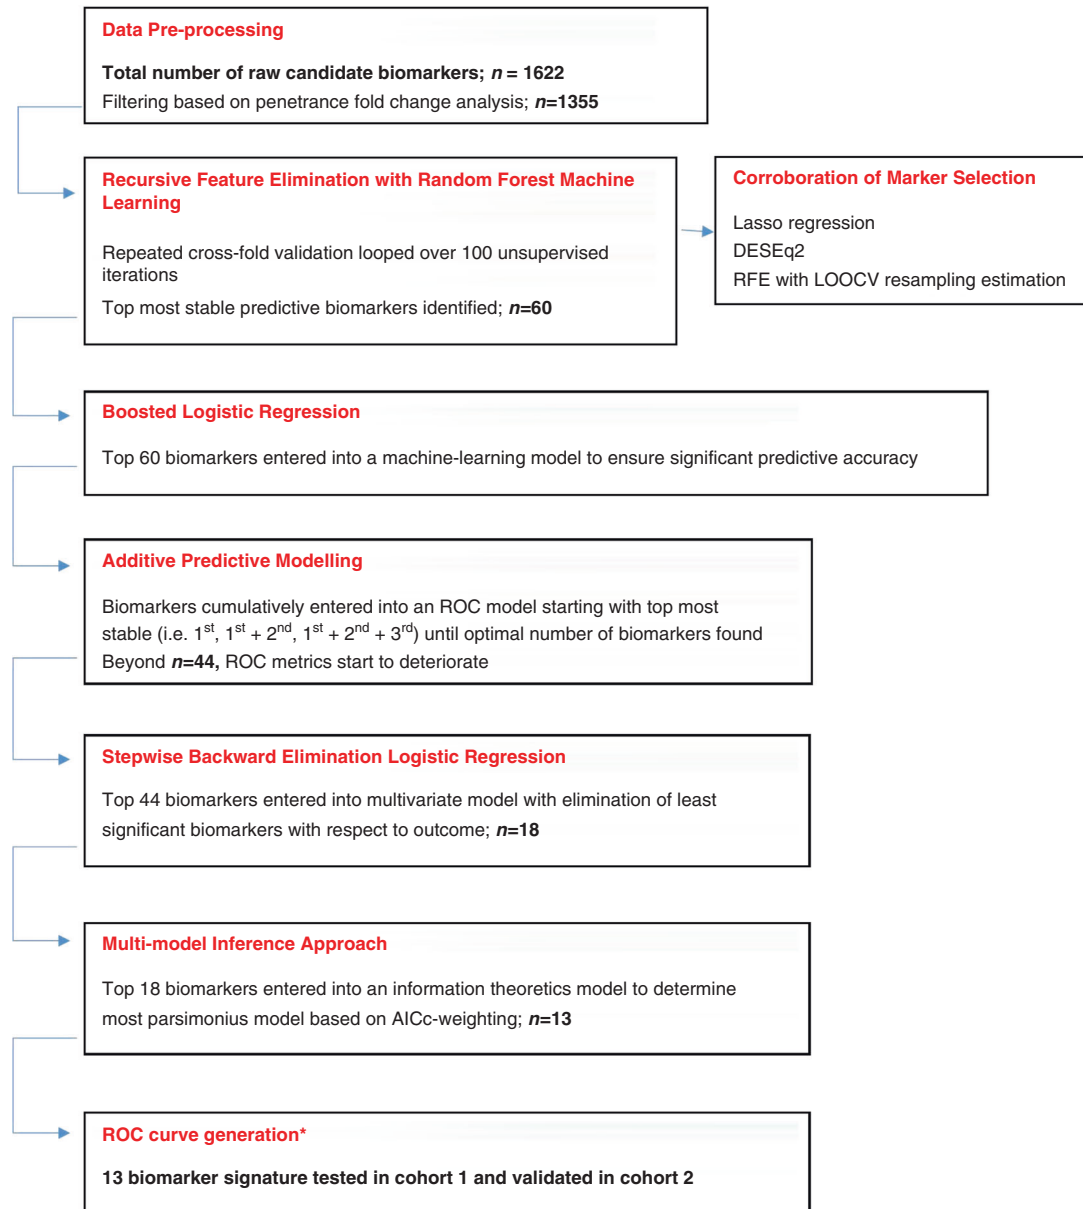 Data Pre-processing
Total number of raw candidate biomarkers; n = 1622
Filtering based on penetrance fold change analysis; n=1355
Recursive Feature Elimination with Random Forest Machine
Learning
Repeated cross-fold validation looped over 100 unsupervised
iterations
Top most stable predictive biomarkers identified; n=60
Corroboration of Marker Selection
Lasso regression
DESEq2
RFE with LOOCV resampling estimation
Boosted Logistic Regression
Top 60 biomarkers entered into a machine-learning model to ensure significant predictive accuracy
Additive Predictive Modelling
Biomarkers cumulatively entered into an ROC model starting with top most
stable (i.e. 1st, 1st + 2nd, 1st + 2nd + 3rd) until optimal number of biomarkers found
Beyond n=44, ROC metrics start to deteriorate
Stepwise Backward Elimination Logistic Regression
Top 44 biomarkers entered into multivariate model with elimination of least
significant biomarkers with respect to outcome; n=18
Multi-model Inference Approach
Top 18 biomarkers entered into an information theoretics model to determine
most parsimonius model based on AICc-weighting; n=13
ROC curve generation*
13 biomarker signature tested in cohort 1 and validated in cohort 2